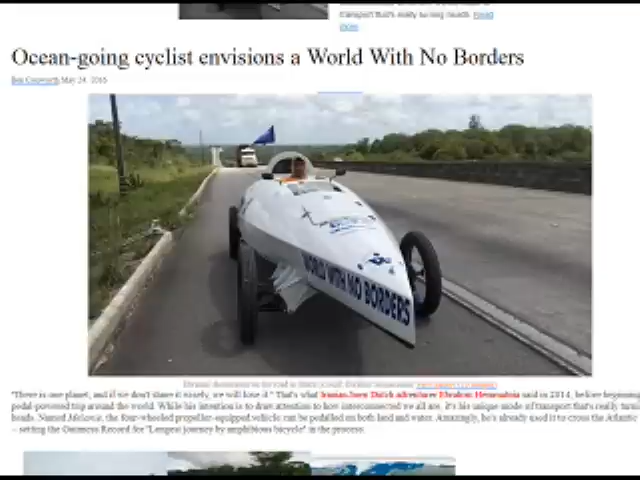 transport that's really turning heads. Read
more
Ocean-going cyclist envisions a World With No Borders
Ben Coxworth May 24, 2016
WORLD WITH NO BORDERS
"There is one planet, and if we don't share it wisely, we will lose it." That's what Iranian-born Dutch adventurer Ebrahim Hemmatnia said in 2014, before beginning
pedal-powered trip around the world. While his intention is to draw attention to how interconnected we all are, it's his unique mode of transport that's really turn
heads. Named the four-wheeled propeller-equipped vehicle can be pedalled on both land and water. Amazingly, he's already used it to cross the Atlantic
– setting the Guinness Record for "Longest journey by amphibious bicycle" in the process.